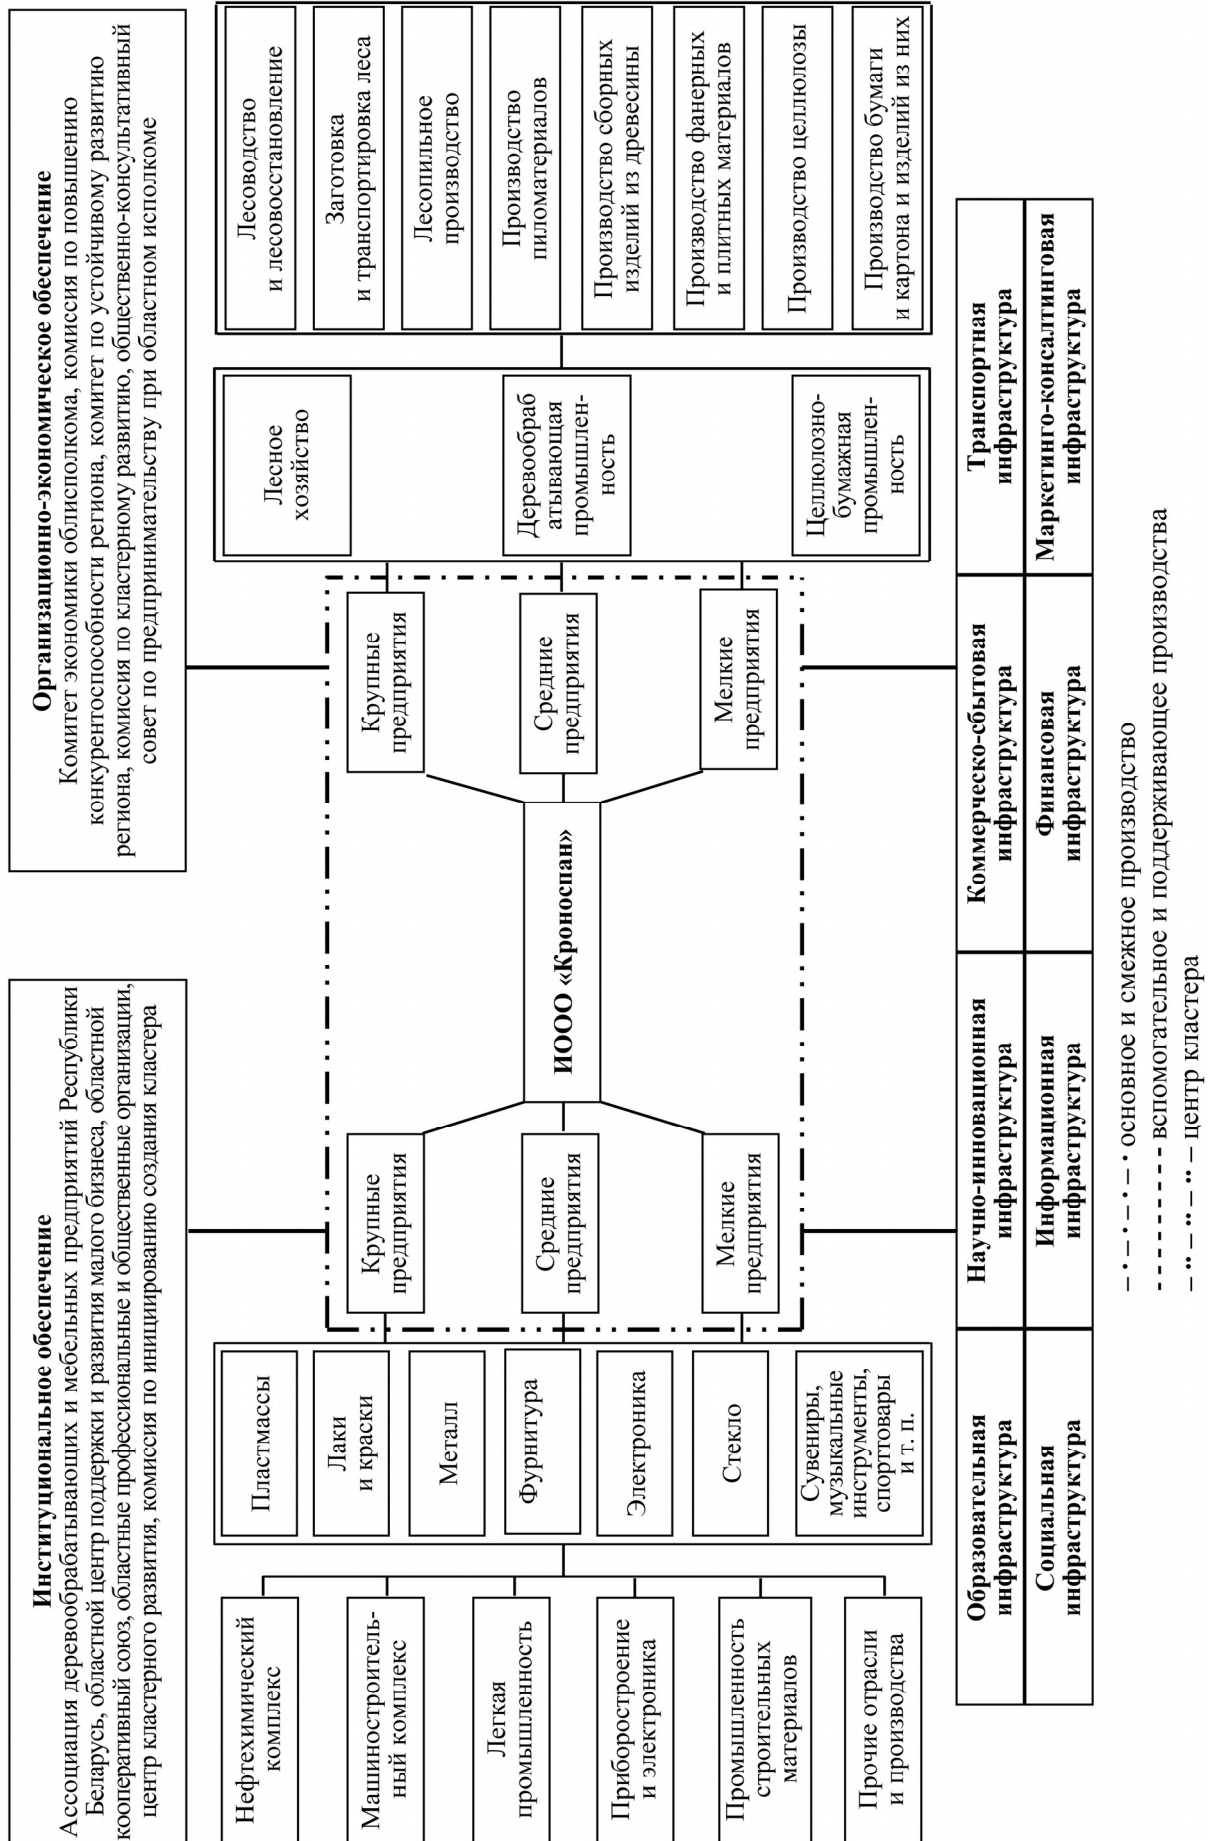 Институциональное обеспечение
Ассоциация деревообрабатывающих и мебельных предприятий Республики
Беларусь, областной центр поддержки и развития малого бизнеса, областной
кооперативный союз, областные профессиональные и общественные организации,
центр кластерного развития, комиссия по инициированию создания кластера
Организационно-экономическое обеспечение
Комитет экономики облисполкома, комиссия по повышению
конкурентоспособности региона, комитет по устойчивому развитию
региона, комиссия по кластерному развитию, общественно-консультативный
совет по предпринимательству при областном исполкоме
Нефтехимический
комплекс
Машинострои­тель-
ный комплекс
Легкая
промышленность
Приборостроение
и электроника
Промышленность
строительных
материалов
Прочие отрасли
и производства
Пластмассы
Лаки
и краски
Металл
Фурнитура
Электроника
Стекло
Сувениры,
музыкальные
инструменты,
спорттовары
и т. п.
Крупные
предприятия
Средние
предприятия
Мелкие
предприятия
ИООО «Кроноспан»
Крупные
предприятия
Средние
предприятия
Мелкие
предприятия
Лесное
хозяйство
Деревообраб
атывающая
промышлен-
ность
Целлюлозно-
бумажная
промышлен-
ность
Лесоводство
и лесовосстановление
Заготовка
и транспортировка леса
Лесопильное
производство
Производство
пиломатериалов
Производство сборных
изделий из древесины
Производство фанерных
и плитных материалов
Производство целлюлозы
Производство бумаги
и картона и изделий из них
Образовательная
инфраструктура
Научно-инновационная
инфраструктура
Коммерческо-сбытовая
инфраструктура
Транспортная
инфраструктура
Социальная
инфраструктура
Информационная
инфраструктура
Финансовая
инфраструктура
Маркетинго-консалтинговая
инфраструктура
основное и смежное производство
вспомогательное и поддерживающее производства
центр кластера